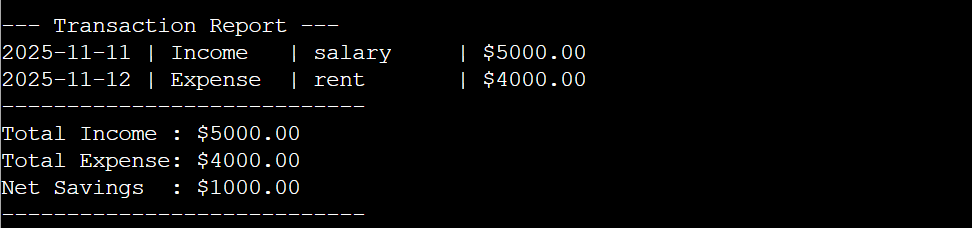 --- Transaction Report ---
2025-11-11 | Income   | salary     | $5000.00
2025-11-12 | Expense  | rent       | $4000.00
----------------------------
Total Income : $5000.00
Total Expense: $4000.00
Net Savings  : $1000.00
----------------------------